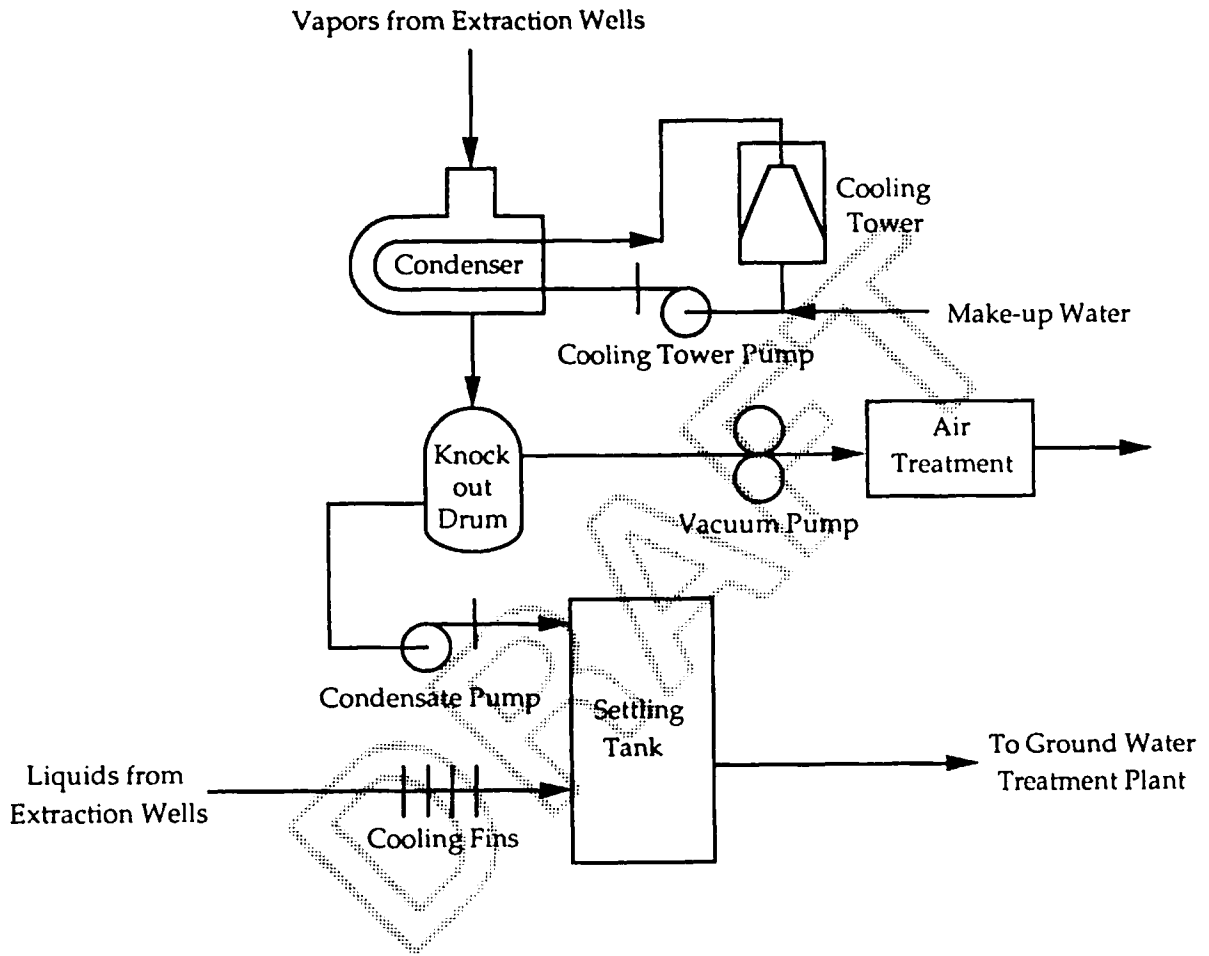 Vapors from Extraction Wells
Cooling
Tower
Condenser
Make-up Water
Cooling Tower Pump
Knock
out
Drum
Air
Treatment
Vacuum Pump
Condensate Pump
Settling
Tank
To Ground Water
Treatment Plant
Liquids from
Extraction Wells
Cooling Fins
DRAFT